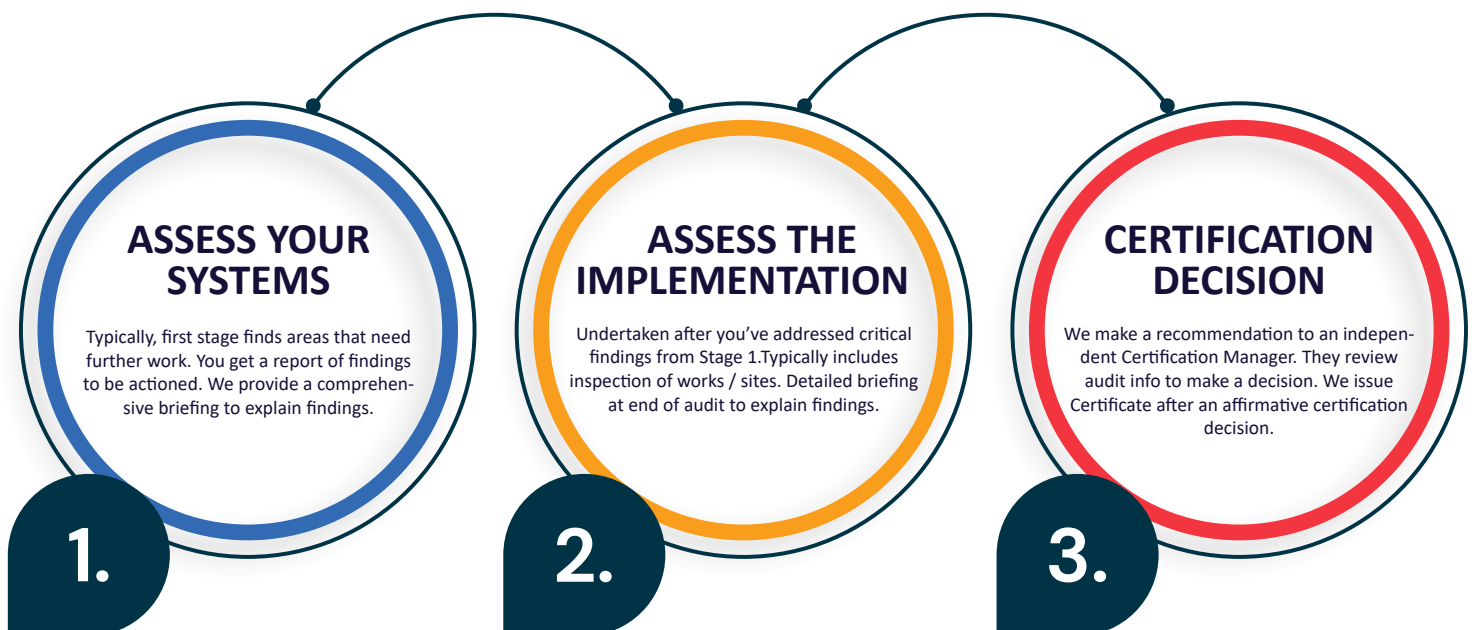 ASSESS YOUR
SYSTEMS
Typically, first stage finds areas that need
further work. You get a report of findings
to be actioned. We provide a comprehen-
sive briefing to explain findings.
1.
ASSESS THE
IMPLEMENTATION
Undertaken after you've addressed critical
findings from Stage 1.Typically includes
inspection of works / sites. Detailed briefing
at end of audit to explain findings.
2.
CERTIFICATION
DECISION
We make a recommendation to an indepen-
dent Certification Manager. They review
audit info to make a decision. We issue
Certificate after an affirmative certification
decision.
3.